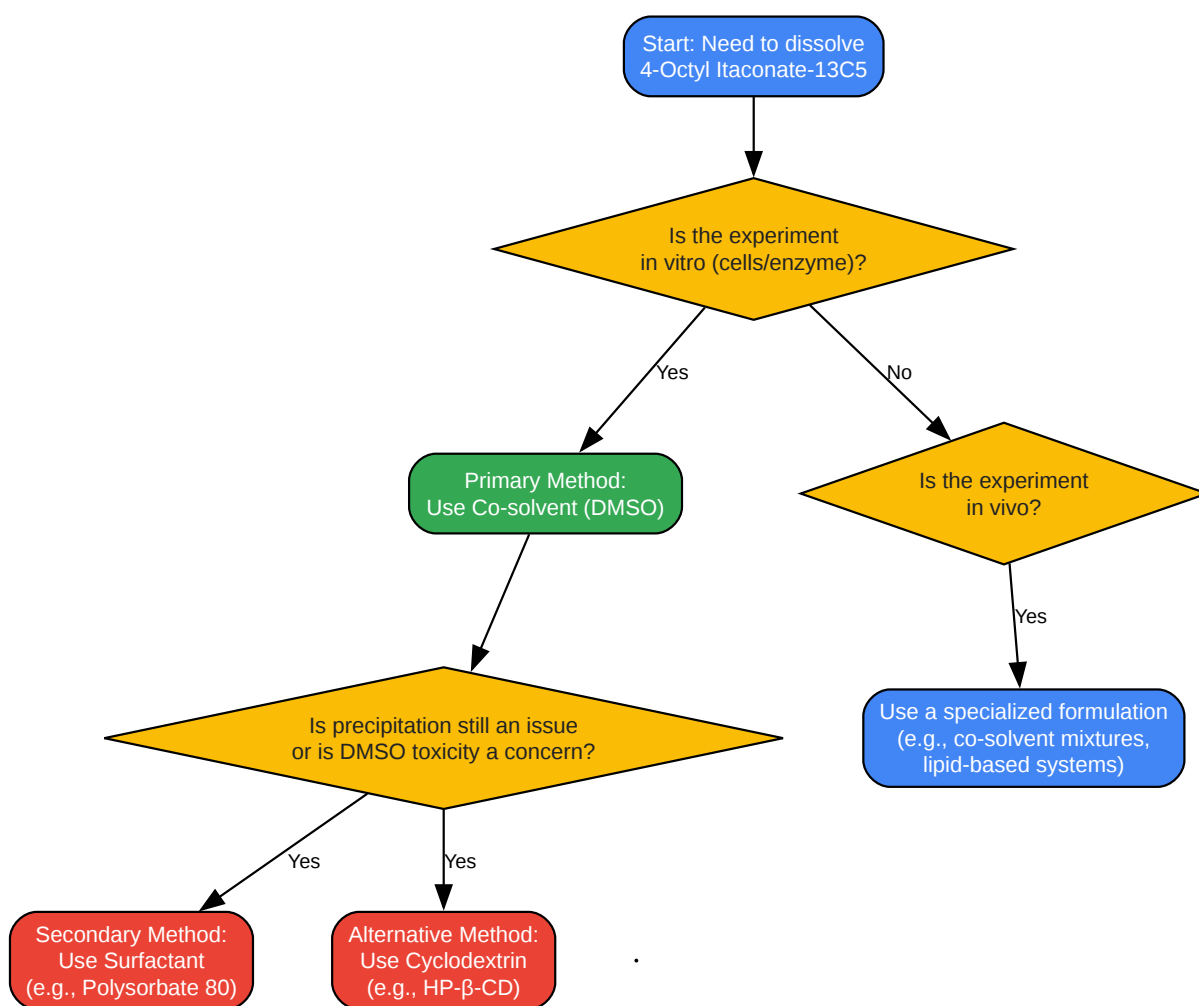 Start: Need to dissolve
4-Octyl Itaconate-13C5
Is the experiment
in vitro (cells/enzyme)?
Yes
No
Primary Method:
Use Co-solvent (DMSO)
Is the experiment
in vivo?
Yes
Is precipitation still an issue
or is DMSO toxicity a concern?
Use a specialized formulation
(e.g., co-solvent mixtures,
lipid-based systems)
Yes
Yes
Secondary Method:
Use Surfactant
(e.g., Polysorbate 80)
Alternative Method:
Use Cyclodextrin
(e.g., HP-β-CD)
.